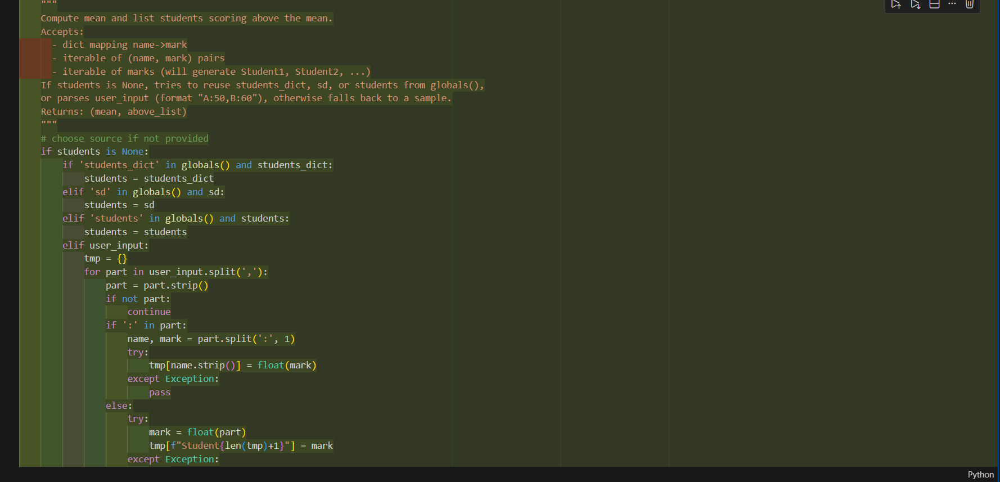 """
Compute mean and list students scoring above the mean.
Accepts:
  - dict mapping name->mark
  - iterable of (name, mark) pairs
  - iterable of marks (will generate Student1, Student2, ...)
If students is None, tries to reuse students_dict, sd, or students from globals(),
or parses user_input (format "A:50,B:60"), otherwise falls back to a sample.
Returns: (mean, above_list)
"""
# choose source if not provided
if students is None:
    if 'students_dict' in globals() and students_dict:
        students = students_dict
    elif 'sd' in globals() and sd:
        students = sd
    elif 'students' in globals() and students:
        students = students
    elif user_input:
        tmp = {}
        for part in user_input.split(','):
            part = part.strip()
            if not part:
                continue
            if ':' in part:
                name, mark = part.split(':', 1)
                try:
                    tmp[name.strip()] = float(mark)
                except Exception:
                    pass
            else:
                try:
                    mark = float(part)
                    tmp[f"Student{len(tmp)+1}"] = mark
                except Exception:
Python